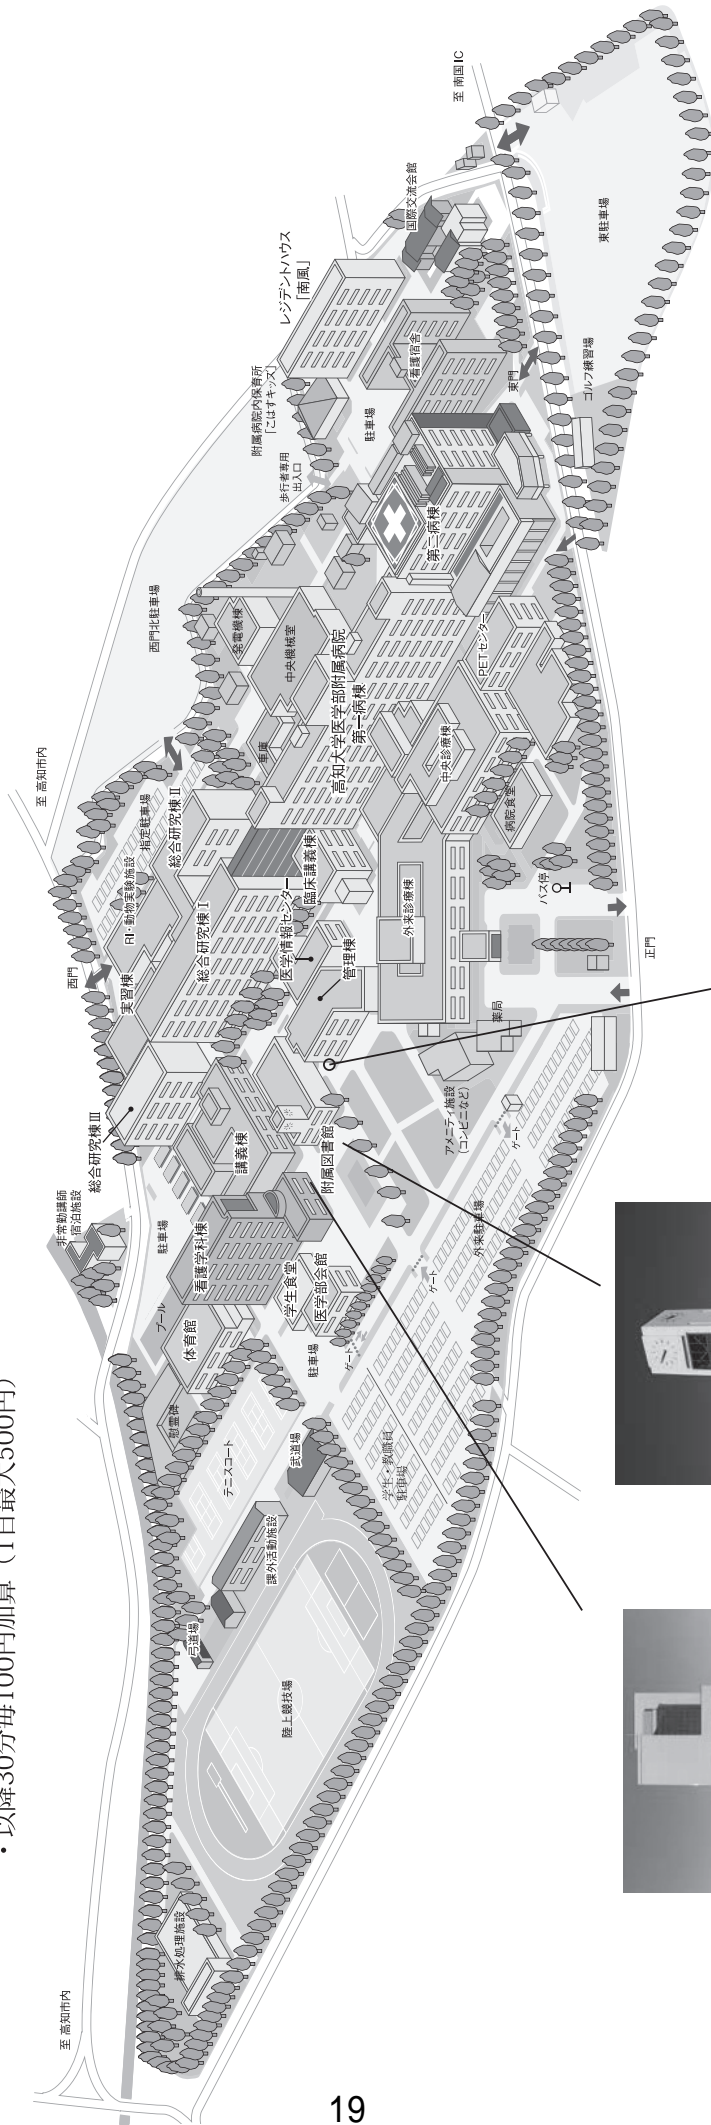 ・以降30分毎100円加算（1日最大500円）
至 高知市内
排水処理施設
陸上競技場
弓道場
課外活動施設
武道場
テニスコート
慰霊碑
体育館
プール
駐車場
看護学科棟
学生食堂
医学部会館
駐車場
ゲート
学生・教職員
駐車場
ゲート
外来駐車場
ゲート
非常勤講師
宿泊施設
総合研究棟Ⅲ
講義棟
附属図書館
アメニティ施設
（コンビニなど）
薬局
西門
実習棟
RI・動物実験施設
指定駐車場
総合研究棟Ⅰ
総合研究棟Ⅱ
医学情報センター
管理棟
臨床講義棟
外来診療棟
正門
バス停
病院食堂
中央診療棟
PETセンター
至 高知市内
西門北駐車場
車庫
中央機械室
発電機棟
高知大学医学部附属病院
第一病棟
第二病棟
歩行者専用
出入口
附属病院内保育所
「こはすキッズ」
駐車場
レジデントハウス
「南風」
看護宿舎
国際交流会館
東門
ゴルフ練習場
東駐車場
至 南国IC
19